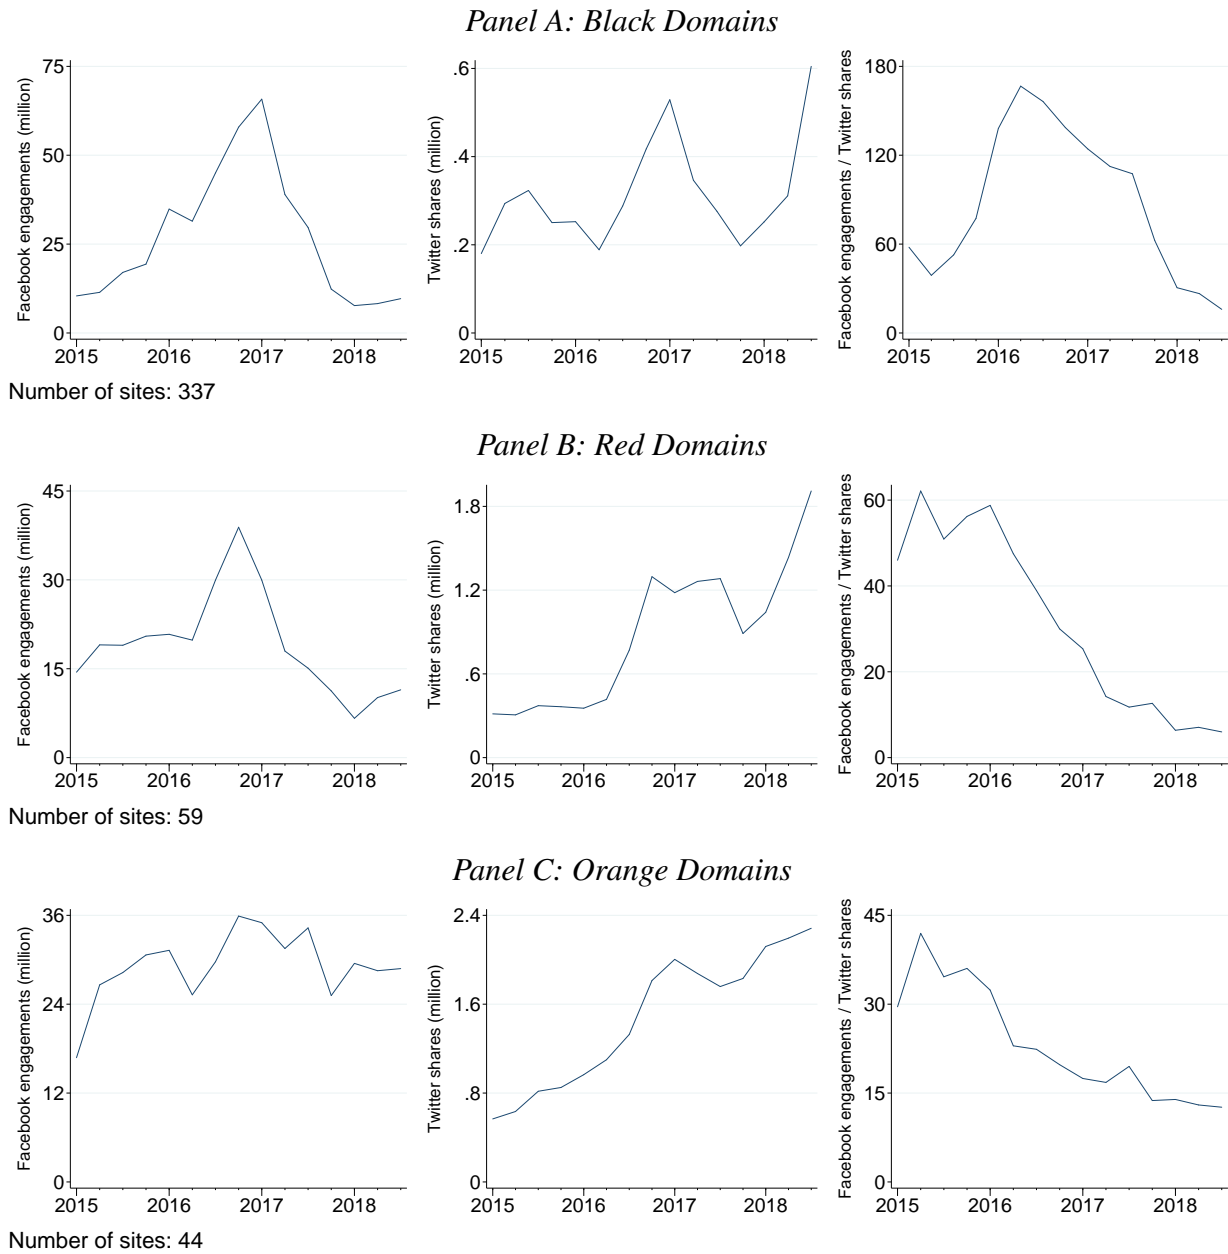 Panel A: Black Domains
Facebook engagements (million)
75
50
25
0
2015 2016 2017 2018
Twitter shares (million)
.6
.4
.2
0
2015 2016 2017 2018
Facebook engagements / Twitter shares
180
120
60
0
2015 2016 2017 2018
Number of sites: 337
Panel B: Red Domains
Facebook engagements (million)
45
30
15
0
2015 2016 2017 2018
Twitter shares (million)
1.8
1.2
.6
0
2015 2016 2017 2018
Facebook engagements / Twitter shares
60
40
20
0
2015 2016 2017 2018
Number of sites: 59
Panel C: Orange Domains
Facebook engagements (million)
36
24
12
0
2015 2016 2017 2018
Twitter shares (million)
2.4
1.6
.8
0
2015 2016 2017 2018
Facebook engagements / Twitter shares
45
30
15
0
2015 2016 2017 2018
Number of sites: 44